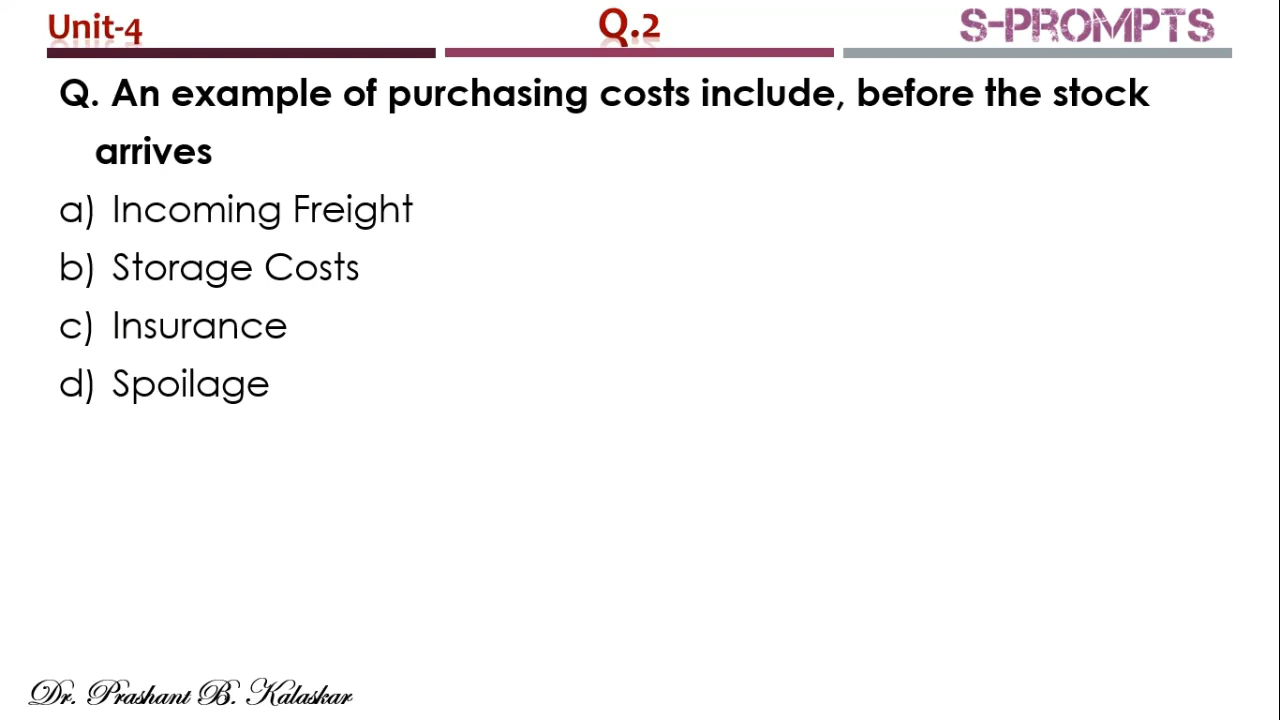 Unit-4
Q.2
S-PROMPTS
Q. An example of purchasing costs include, before the stock
arrives
a) Incoming Freight
b) Storage Costs
c) Insurance
d) Spoilage
Dr. Prashant B. Kalaskar